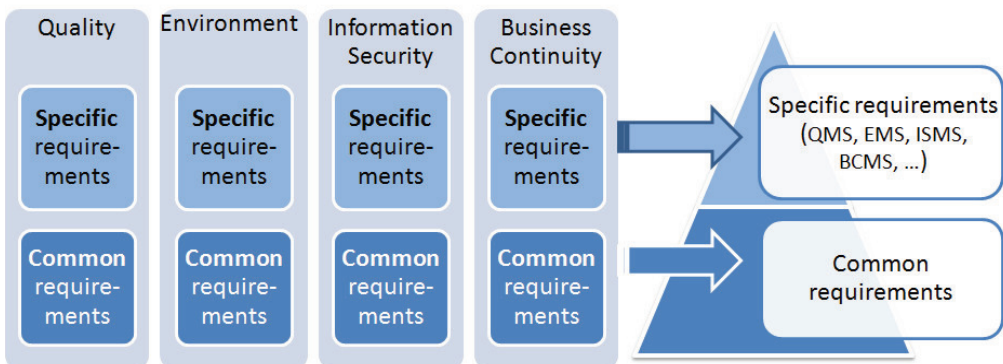 Quality
Specific
require-
ments
Common
require-
ments
Environment
Specific
require-
ments
Common
require-
ments
Information
Security
Specific
require-
ments
Common
require-
ments
Business
Continuity
Specific
require-
ments
Common
require-
ments
Specific requirements
(QMS, EMS, ISMS,
BCMS, ...)
Common
requirements